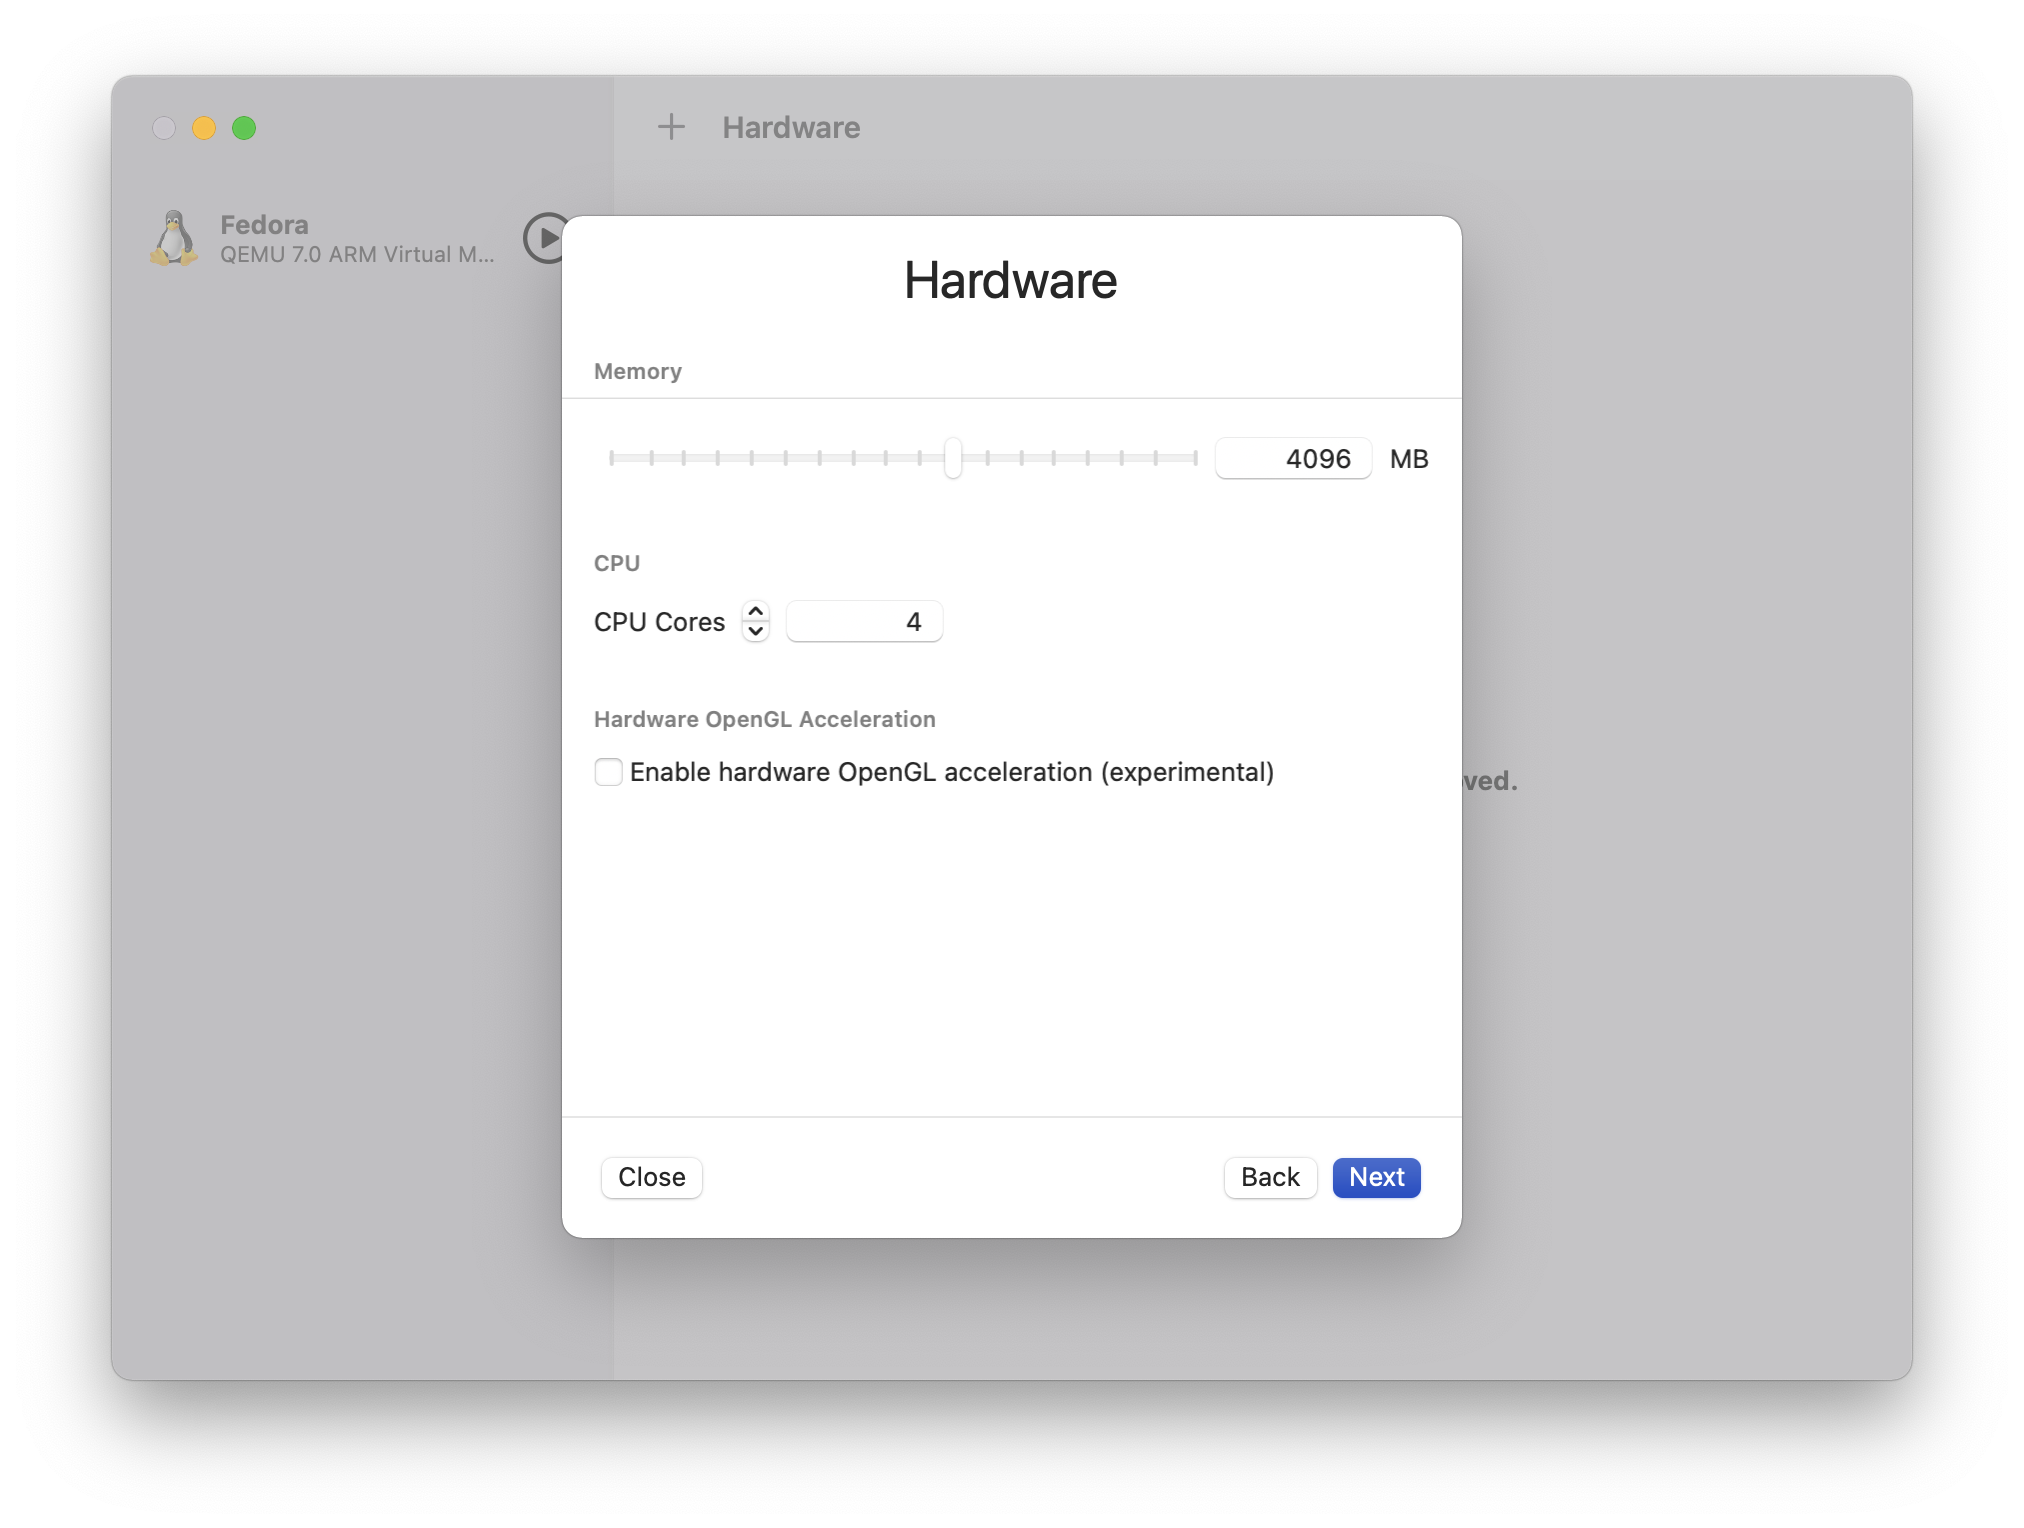 Hardware
Fedora
QEMU 7.0 ARM Virtual M...
Hardware
Memory
4096 MB
CPU
CPU Cores 4
Hardware OpenGL Acceleration
Enable hardware OpenGL acceleration (experimental)
Close Back Next